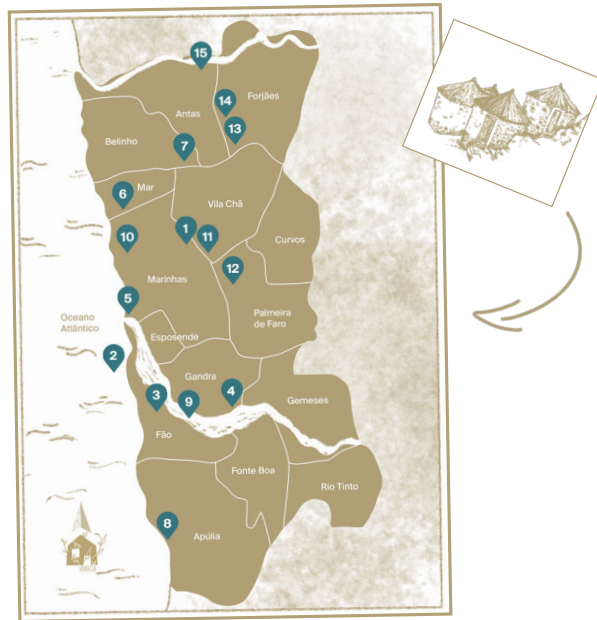 15
Forjães
14
Antas
13
Belinho
7
Mar
6
Vila Chã
1
11
10
Curvos
12
Marinhas
5
Oceano
Atlântico
Palmeira
de Faro
Esposende
2
Gandra
3
9
4
Gemeses
Fão
Fonte Boa
Rio Tinto
8
Apúlia